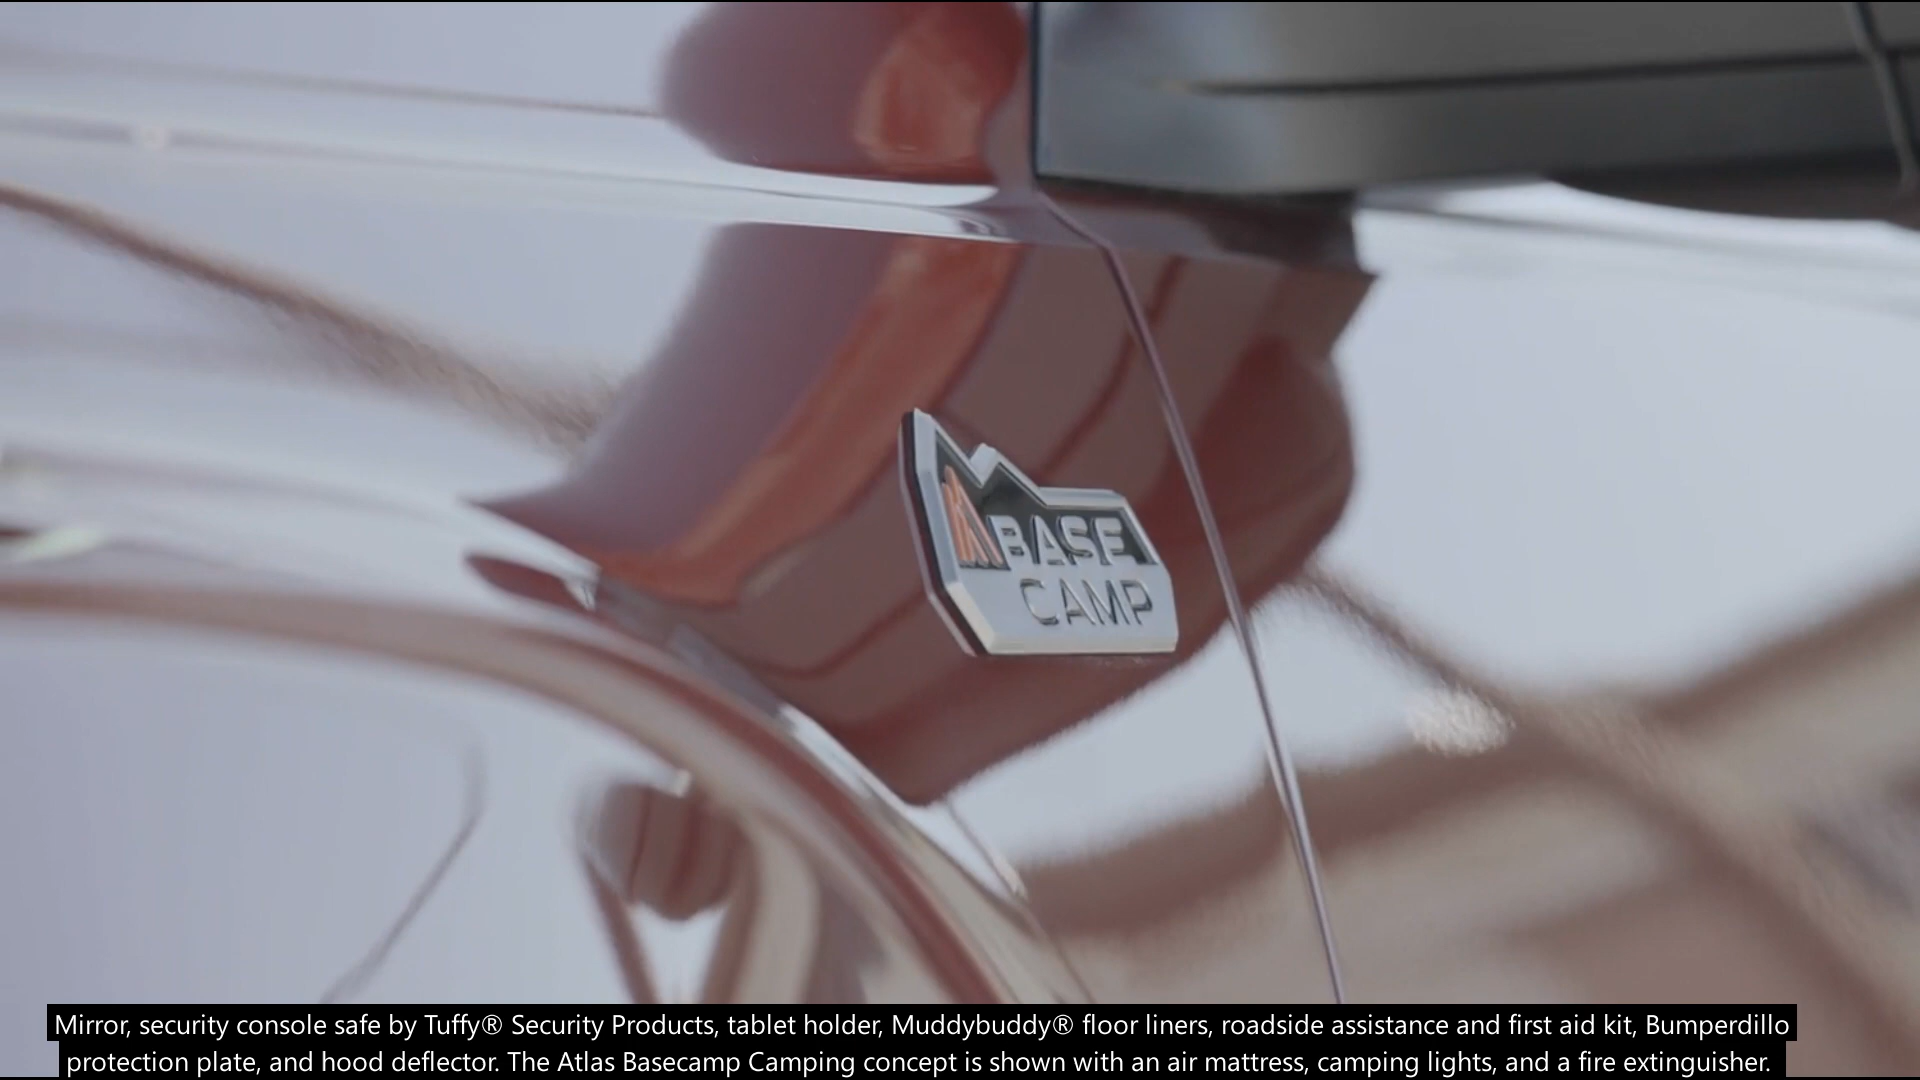 BASE
CAMP
Mirror, security console safe by Tuffy® Security Products, tablet holder, Muddybuddy® floor liners, roadside assistance and first aid kit, Bumperdillo
protection plate, and hood deflector. The Atlas Basecamp Camping concept is shown with an air mattress, camping lights, and a fire extinguisher.